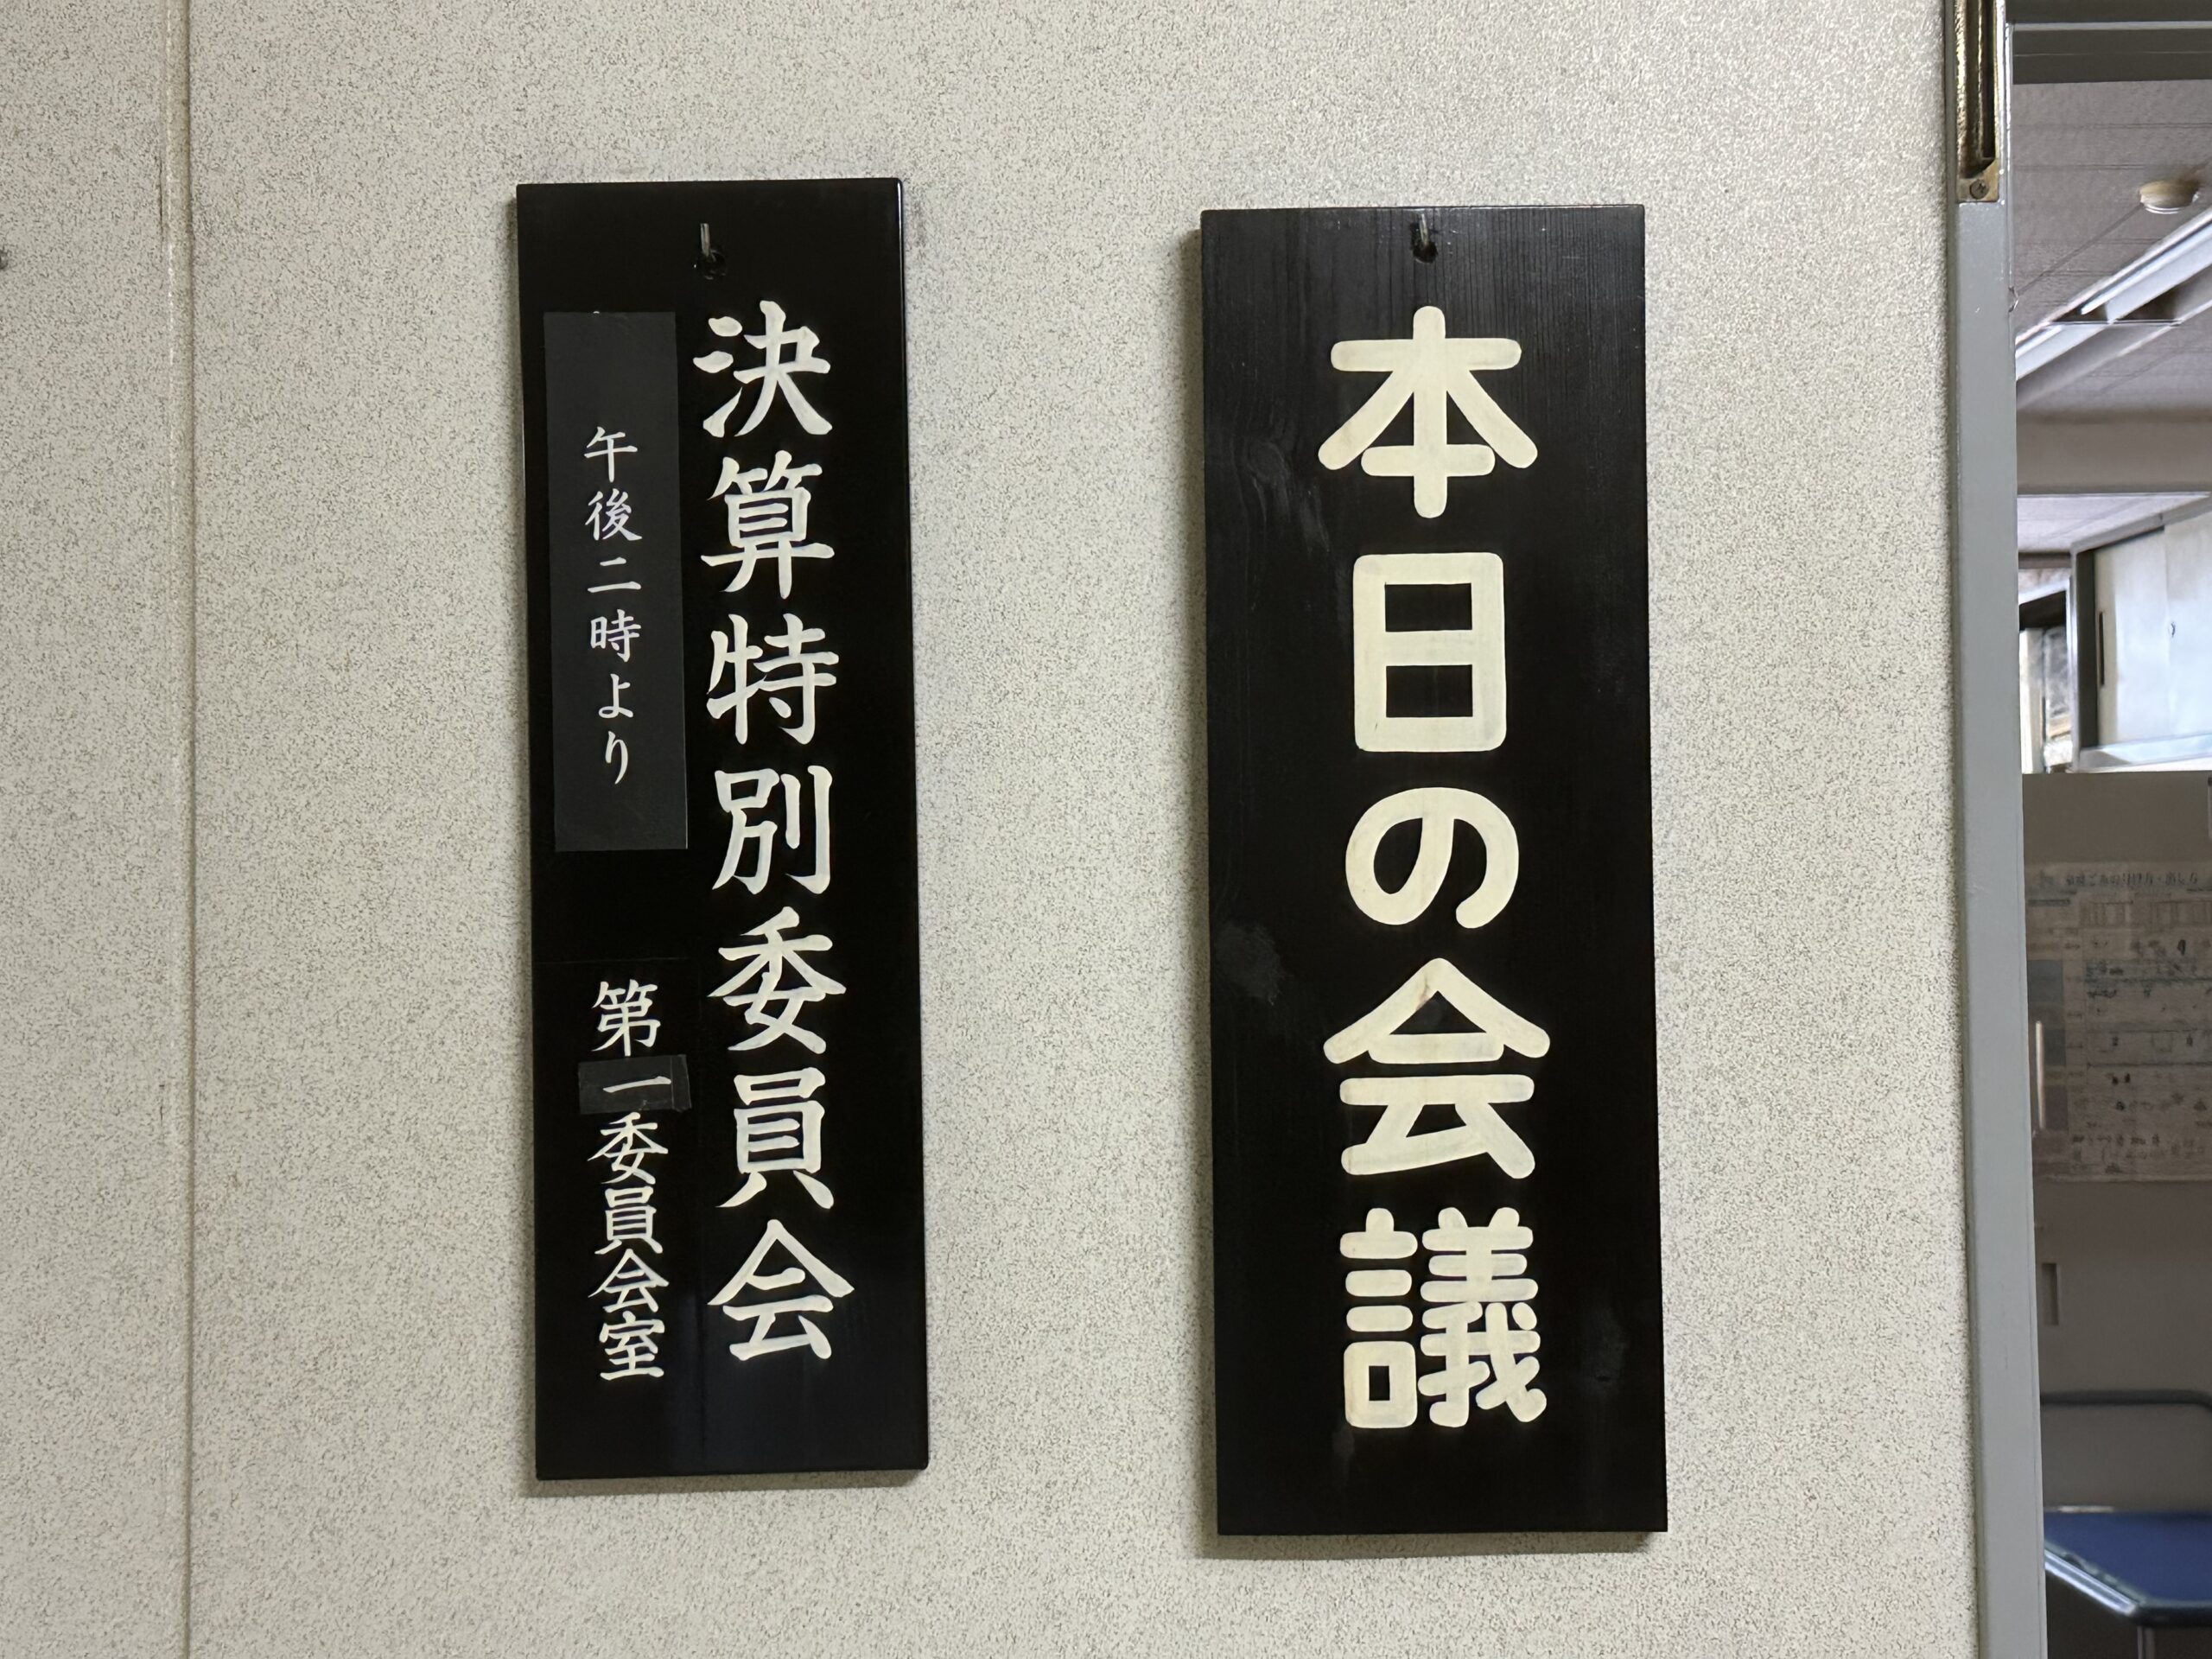 本日の会議
決算特別委員会
午後二時より
第一委員会室